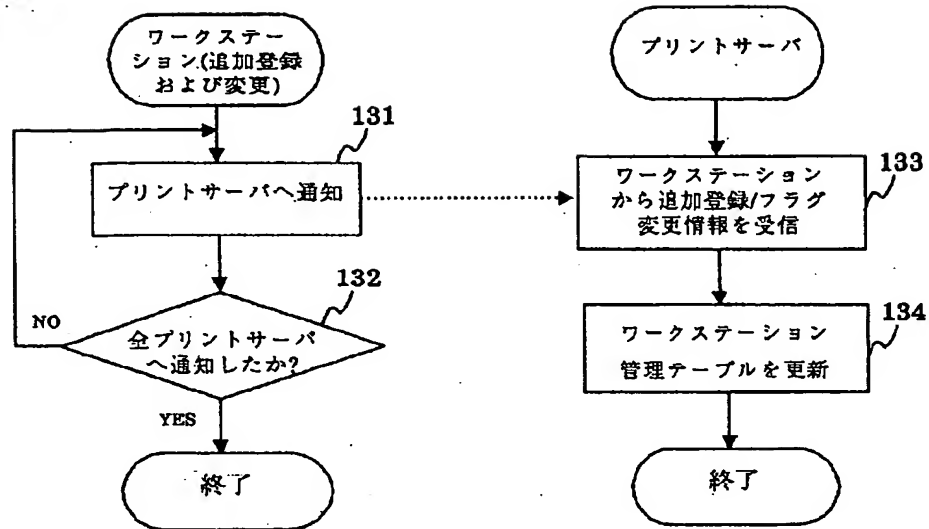 ワークステー
ション(追加登録
および変更)
131
プリントサーバへ通知
132
全プリントサーバ
へ通知したか?
NO
YES
終了
プリントサーバ
133
ワークステーション
から追加登録/フラグ
変更情報を受信
134
ワークステーション
管理テーブルを更新
終了